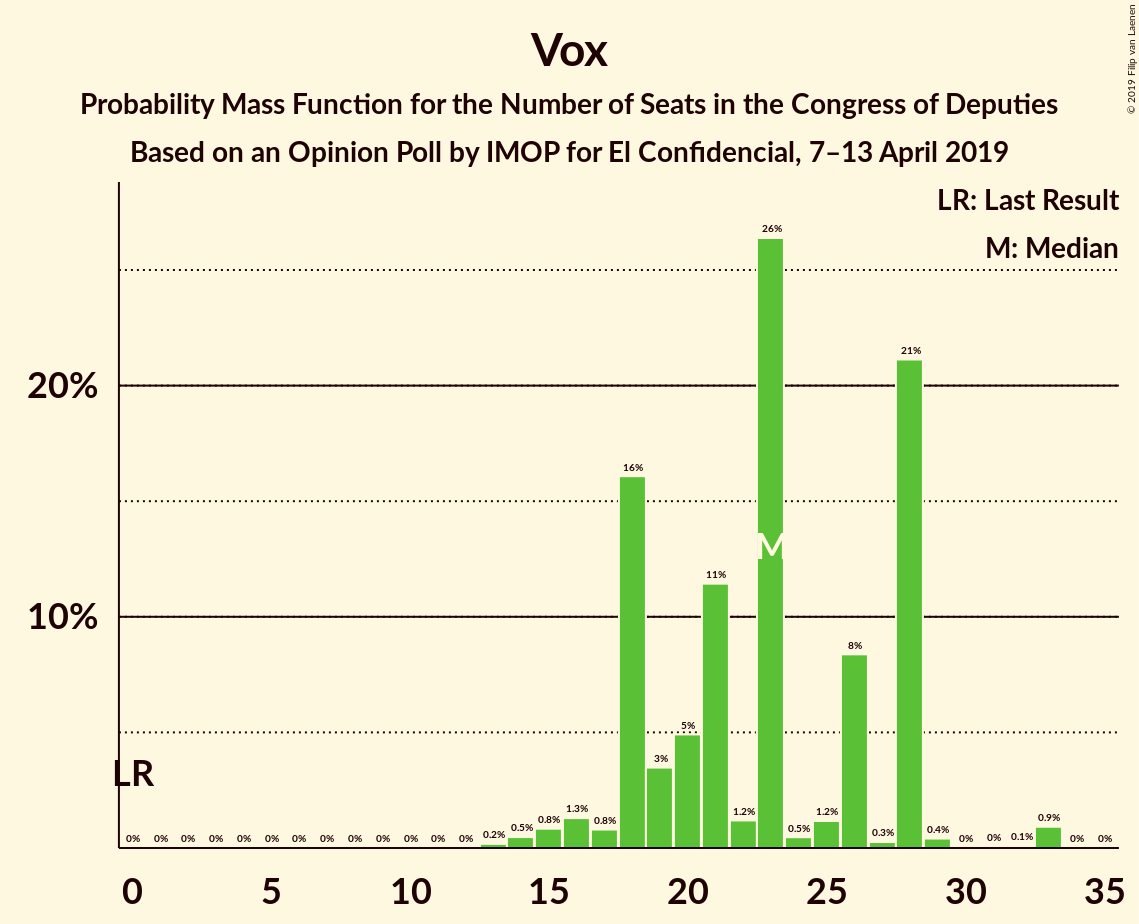 Vox
Probability Mass Function for the Number of Seats in the Congress of Deputies
Based on an Opinion Poll by IMOP for El Confidencial, 7–13 April 2019
© 2019 Filip van Laenen
LR: Last Result
M: Median
26%
21%
20%
16%
M
11%
10%
8%
5%
3%
LR
0% 0% 0% 0% 0% 0% 0% 0% 0% 0% 0% 0% 0% 0.2% 0.5% 0.8% 1.3% 0.8% 1.2% 0.5% 1.2% 0.3% 0.4% 0% 0% 0.1% 0.9% 0% 0%
0 5 10 15 20 25 30 35